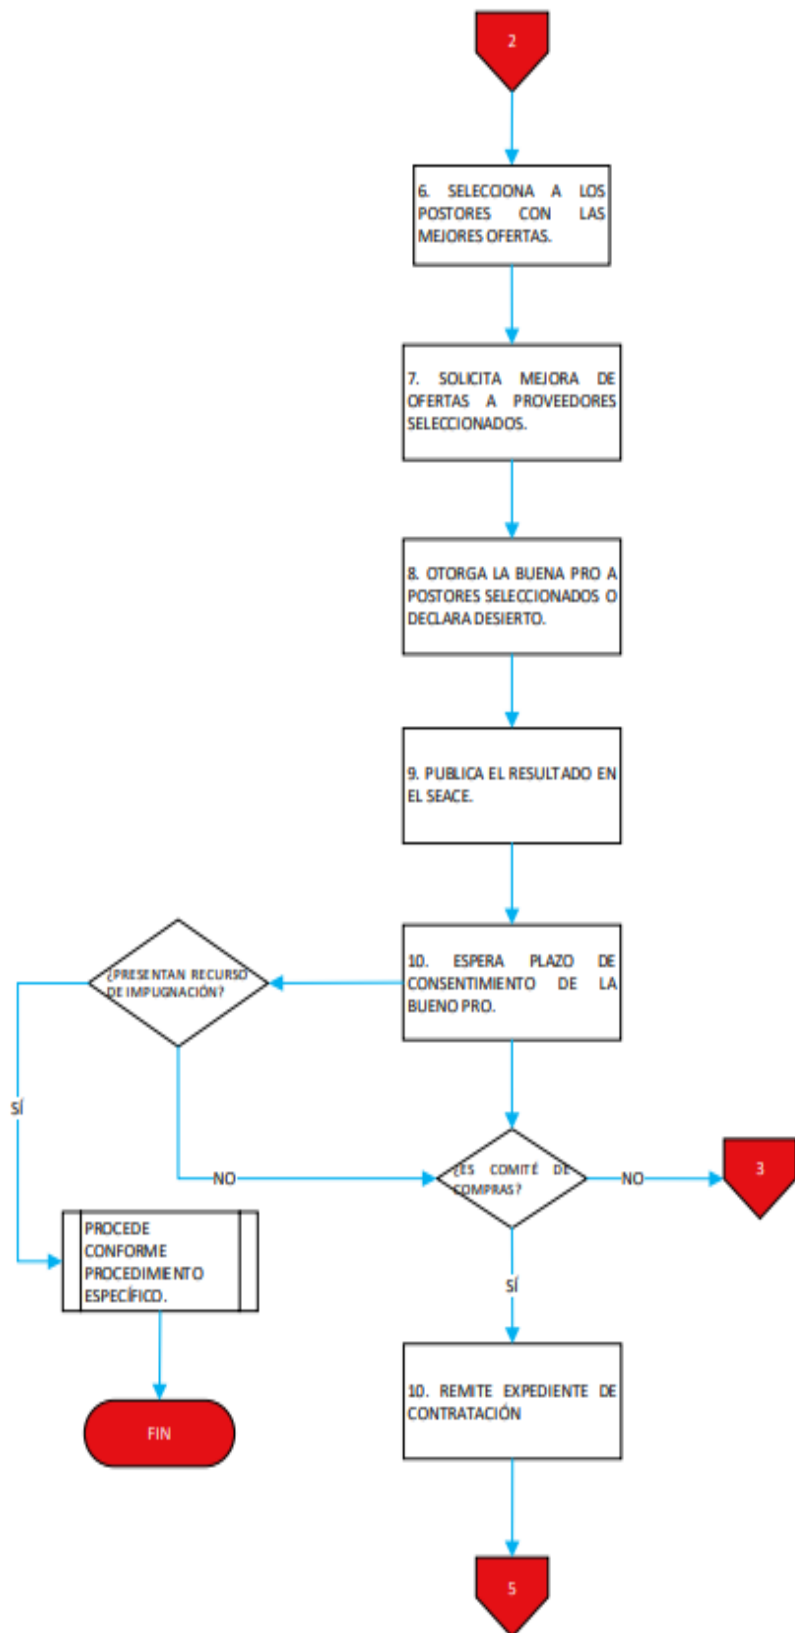 2
6. SELECCIONA A LOS
POSTORES CON LAS
MEJORES OFERTAS.
7. SOLICITA MEJORA DE
OFERTAS A PROVEEDORES
SELECCIONADOS.
8. OTORGA LA BUENA PRO A
POSTORES SELECCIONADOS O
DECLARA DESIERTO.
9. PUBLICA EL RESULTADO EN
EL SEACE.
10. ESPERA PLAZO DE
CONSENTIMIENTO DE LA
BUENO PRO.
¿PRESENTAN RECURSO
DE IMPUGNACIÓN?
SÍ
NO
¿ES COMITÉ DE
COMPRAS?
NO
3
PROCEDE
CONFORME
PROCEDIMIENTO
ESPECÍFICO.
SÍ
10. REMITE EXPEDIENTE DE
CONTRATACIÓN
FIN
5